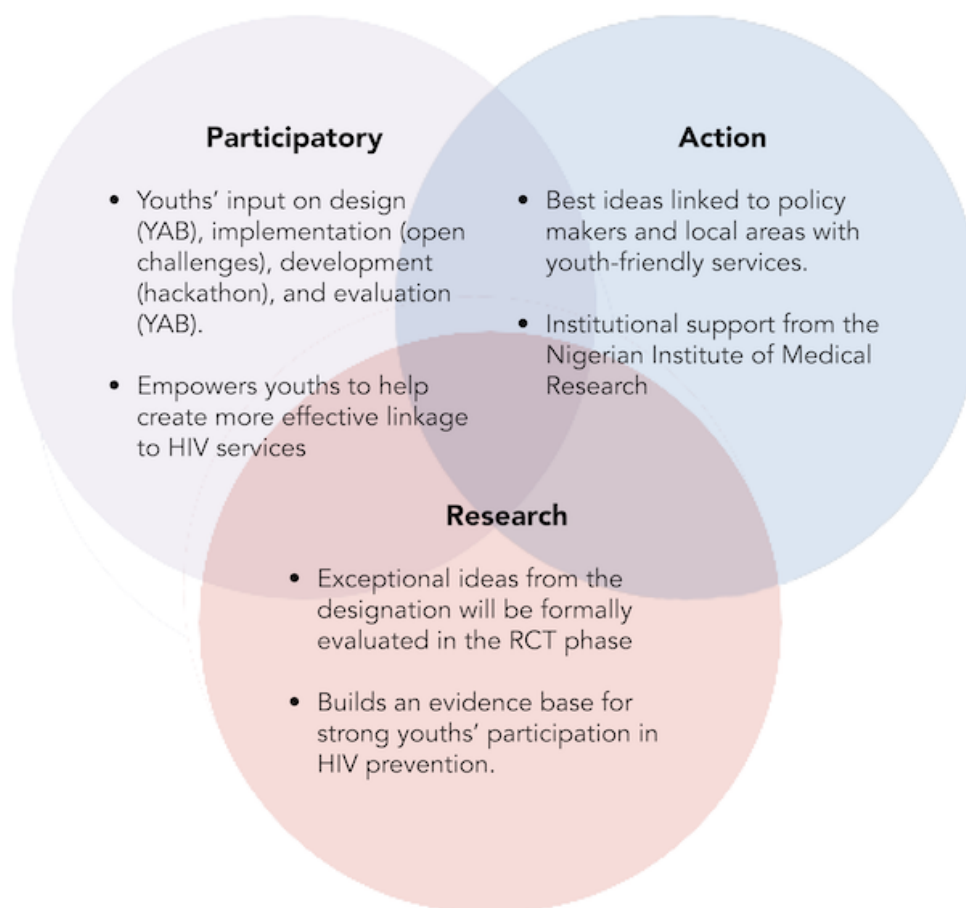 Participatory
• Youths’ input on design
(YAB), implementation (open
challenges), development
(hackathon), and evaluation
(YAB).
• Empowers youths to help
create more effective linkage
to HIV services
Action
• Best ideas linked to policy
makers and local areas with
youth-friendly services.
• Institutional support from the
Nigerian Institute of Medical
Research
Research
• Exceptional ideas from the
designation will be formally
evaluated in the RCT phase
• Builds an evidence base for
strong youths’ participation in
HIV prevention.